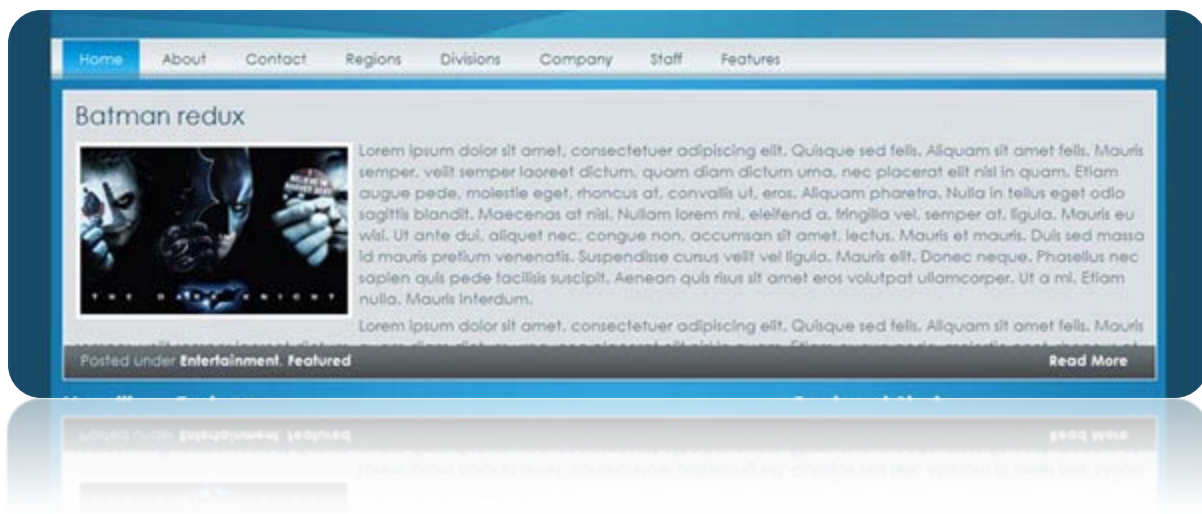 Home About Contact Regions Divisions Company Staff Features
Batman redux
Lorem ipsum dolor sit amet, consectetuer adipiscing elit. Quisque sed felis. Aliquam sit amet felis. Mauris
semper, velit semper laoreet dictum, quam diam dictum urna, nec placerat elit nisl in quam. Etiam
augue pede, molestie eget, rhoncus at, convallis ut, eros. Aliquam pharetra. Nulla in tellus eget odio
sagittis blandit. Maecenas at nisl. Nullam lorem mi, eleifend a, fringilla vel, semper at, ligula. Mauris eu
wisi. Ut ante dui, aliquet nec, congue non, accumsan sit amet, lectus. Mauris et mauris. Duis sed massa
id mauris pretium venenatis. Suspendisse cursus velit vel ligula. Mauris elit. Donec neque. Phasellus nec
sapien quis pede facilisis suscipit. Aenean quis risus sit amet eros volutpat ullamcorper. Ut a mi. Etiam
nulla. Mauris interdum.
THE DARK KNIGHT
Lorem ipsum dolor sit amet, consectetuer adipiscing elit. Quisque sed felis. Aliquam sit amet felis. Mauris
Posted under Entertainment, Featured
Read More